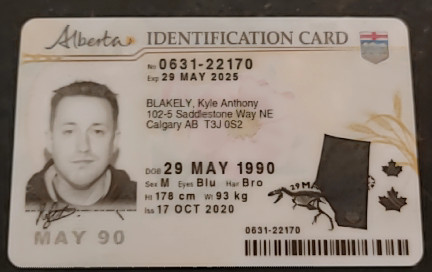 Alberta IDENTIFICATION CARD
No 0631-22170
Exp 29 MAY 2025
BLAKELY, Kyle Anthony
102-5 Saddlestone Way NE
Calgary AB T3J 0S2
DOB 29 MAY 1990
Sex M Eyes Blu Hair Bro
Ht 178 cm Wt 93 kg
Iss 17 OCT 2020
29 MA
MAY 90
0631-22170